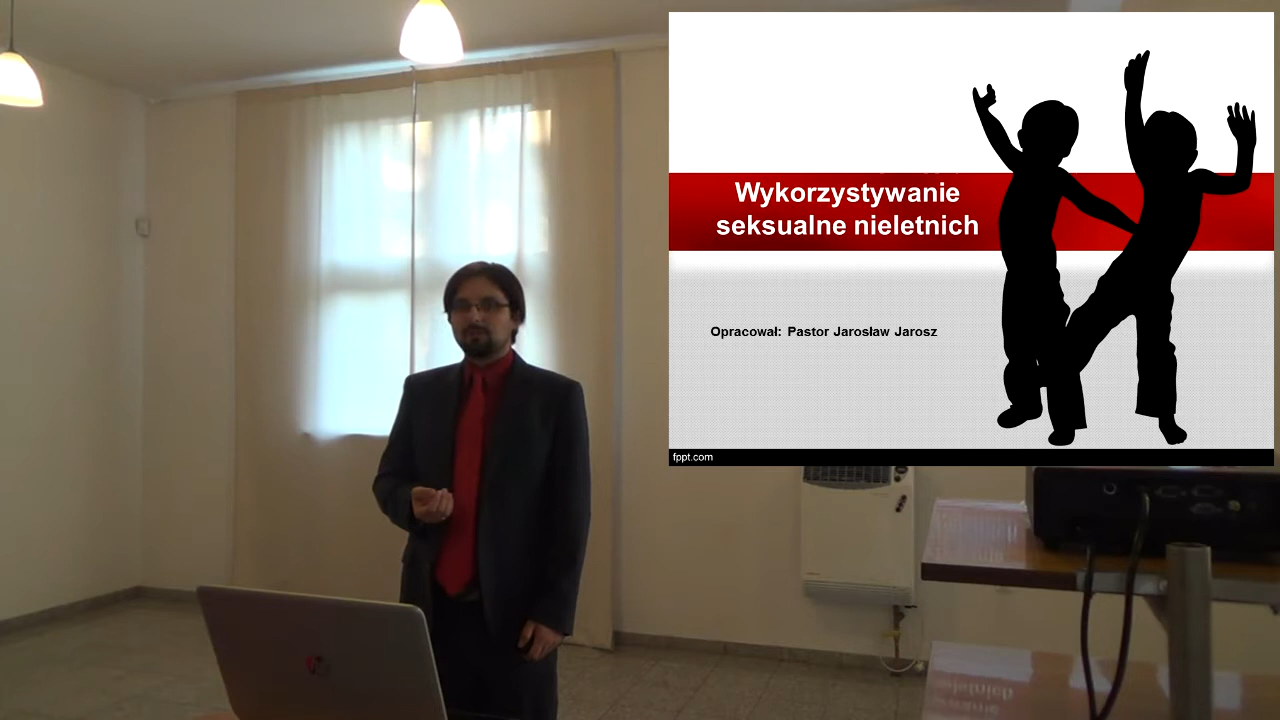 Wykorzystywanie
seksualne nieletnich
Opracował: Pastor Jarosław Jarosz
fppt.com